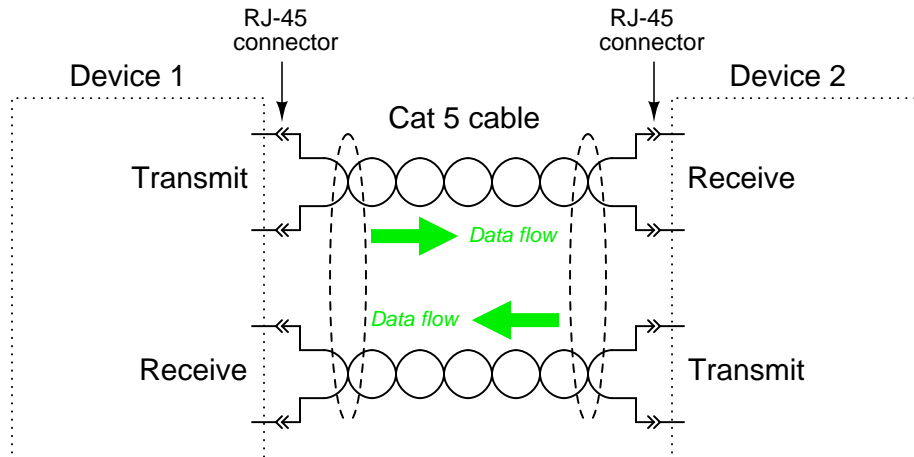 RJ-45
connector
RJ-45
connector
Device 1
Device 2
Cat 5 cable
Transmit
Receive
Data flow
Data flow
Receive
Transmit